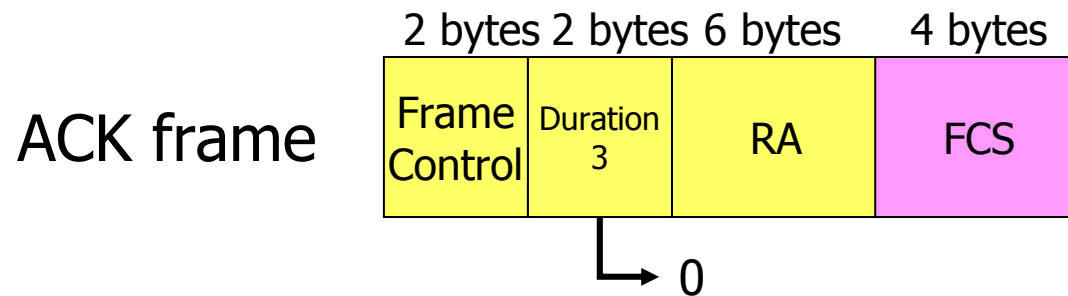 2 bytes 2 bytes 6 bytes 4 bytes
ACK frame
Frame
Control
Duration
3
RA
FCS
0